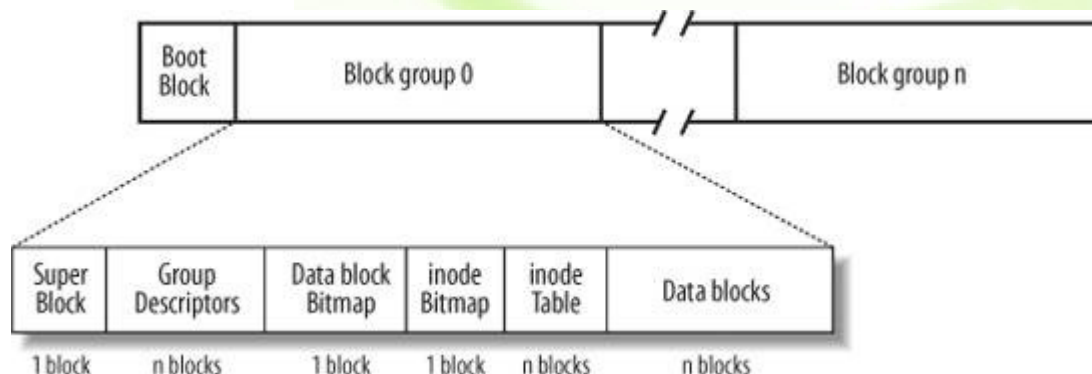 Boot
Block
Block group 0
Block group n
Super
Block
Group
Descriptors
Data block
Bitmap
inode
Bitmap
inode
Table
Data blocks
1 block
n blocks
1 block
1 block
n blocks
n blocks